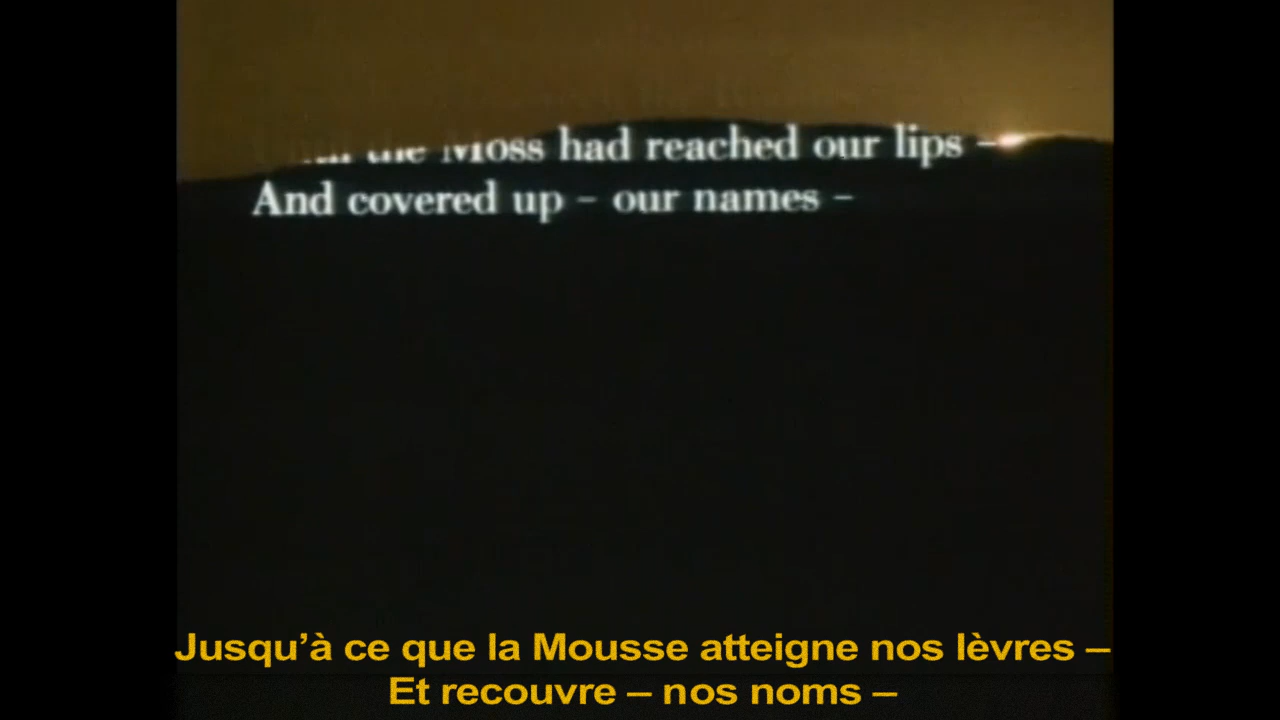 the Moss had reached our lips –
And covered up – our names –
Jusqu’à ce que la Mousse atteigne nos lèvres –
Et recouvre – nos noms –